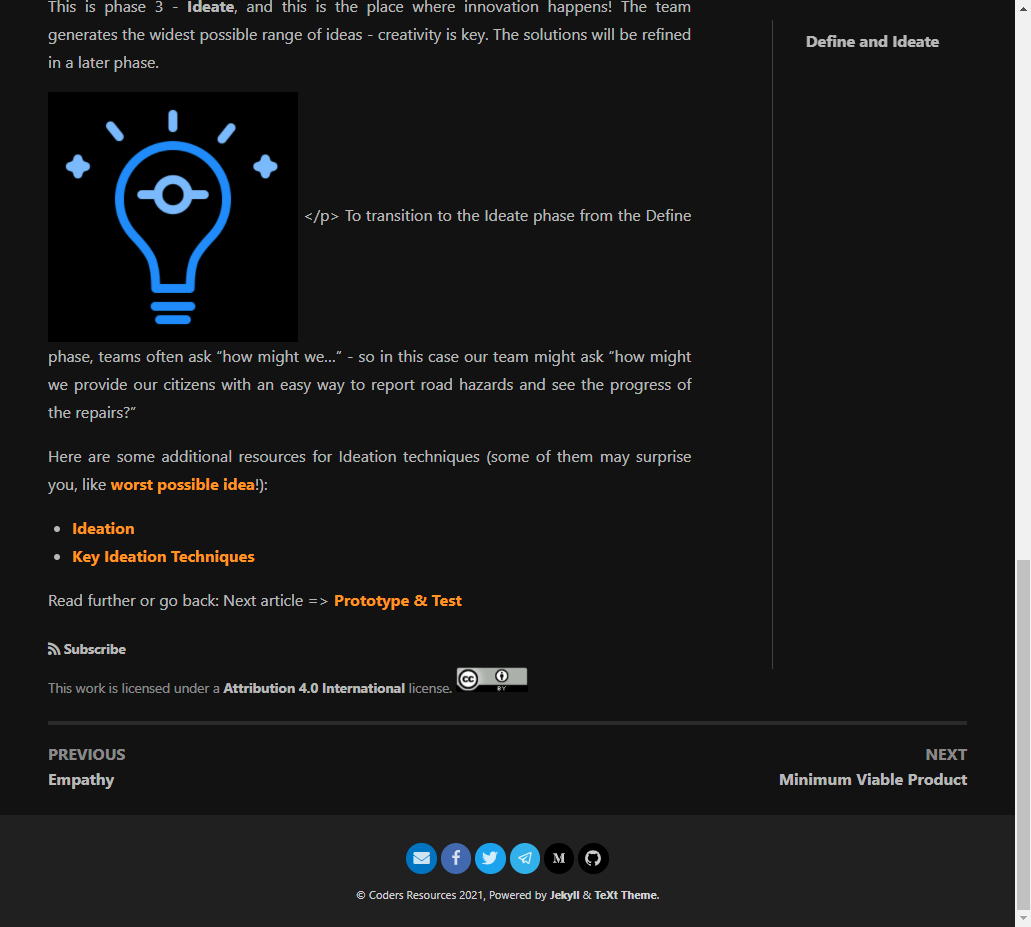 This is phase 3 - Ideate, and this is the place where innovation happens! The team
generates the widest possible range of ideas - creativity is key. The solutions will be refined
in a later phase.
Define and Ideate
</p> To transition to the Ideate phase from the Define
phase, teams often ask “how might we…” - so in this case our team might ask “how might
we provide our citizens with an easy way to report road hazards and see the progress of
the repairs?”
Here are some additional resources for Ideation techniques (some of them may surprise
you, like worst possible idea!):
Ideation
Key Ideation Techniques
Read further or go back: Next article => Prototype & Test
Subscribe
This work is licensed under a Attribution 4.0 International license.
cc
BY
PREVIOUS
Empathy
NEXT
Minimum Viable Product
M
© Coders Resources 2021, Powered by Jekyll & TeXt Theme.